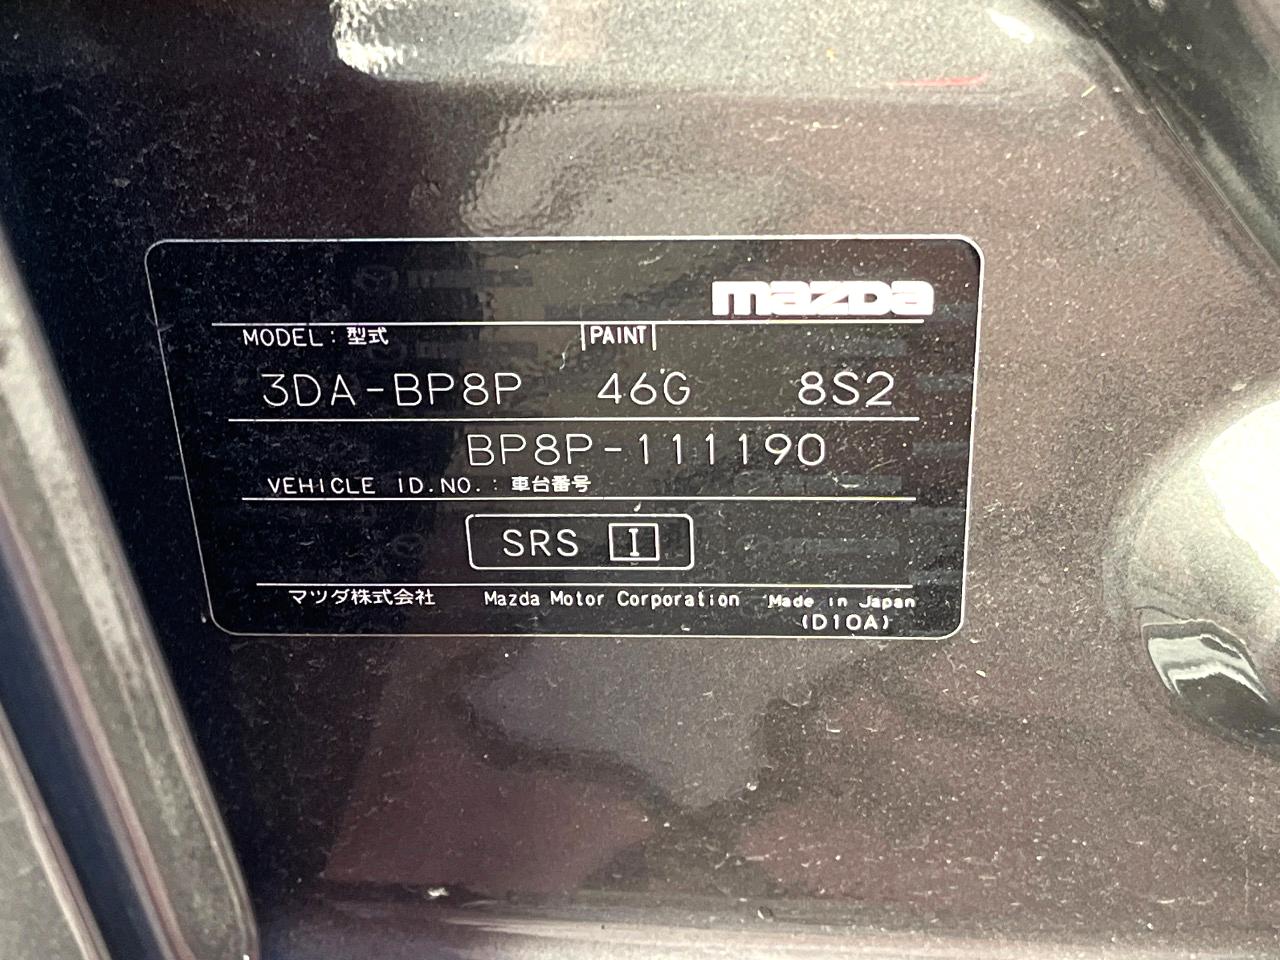 mazda
MODEL : 型式 PAINT
3DA-BP8P 46G 8S2
BP8P-111190
VEHICLE ID.NO. : 車台番号
SRS I
マツダ株式会社 Mazda Motor Corporation Made in Japan
(D10A)